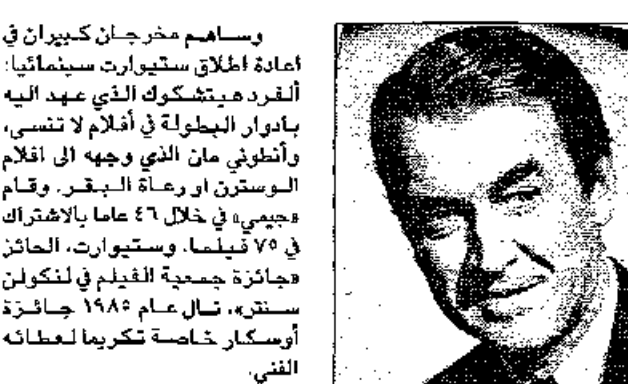 وساهم مخرجان كبيران في
اعادة اطلاق ستيوارت سينمائيا:
ألفرد هيتشكوك الذي عهد اليه
بأدوار البطولة في أفلام لا تنسى،
وأنطوني مان الذي وجهه الى افلام
الوسترن او رعاة البقر. وقام
«جيمي» في خلال ٤٦ عاما بالاشتراك
في ٧٥ فيلما. وستيوارت، الحائز
«جائزة جمعية الفيلم في لنكولن
سنتر»، نال عام ١٩٨٥ جائزة
أوسكار خاصة تكريما لعطائه
الفني.